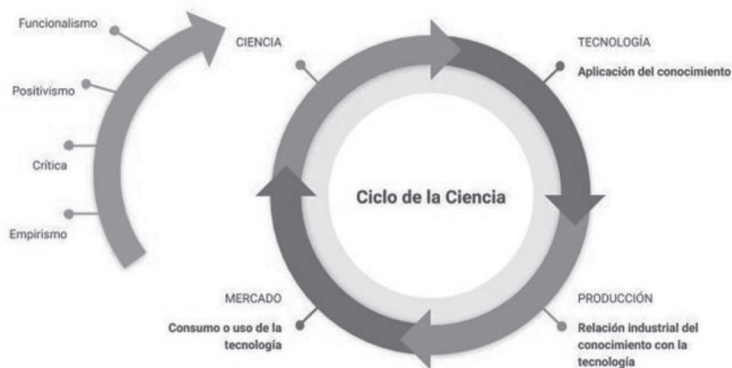 Funcionalismo
Positivismo
Crítica
Empirismo
CIENCIA
TECNOLOGÍA
Aplicación del conocimiento
Ciclo de la Ciencia
MERCADO
Consumo o uso de la
tecnología
PRODUCCIÓN
Relación industrial del
conocimiento con la
tecnología